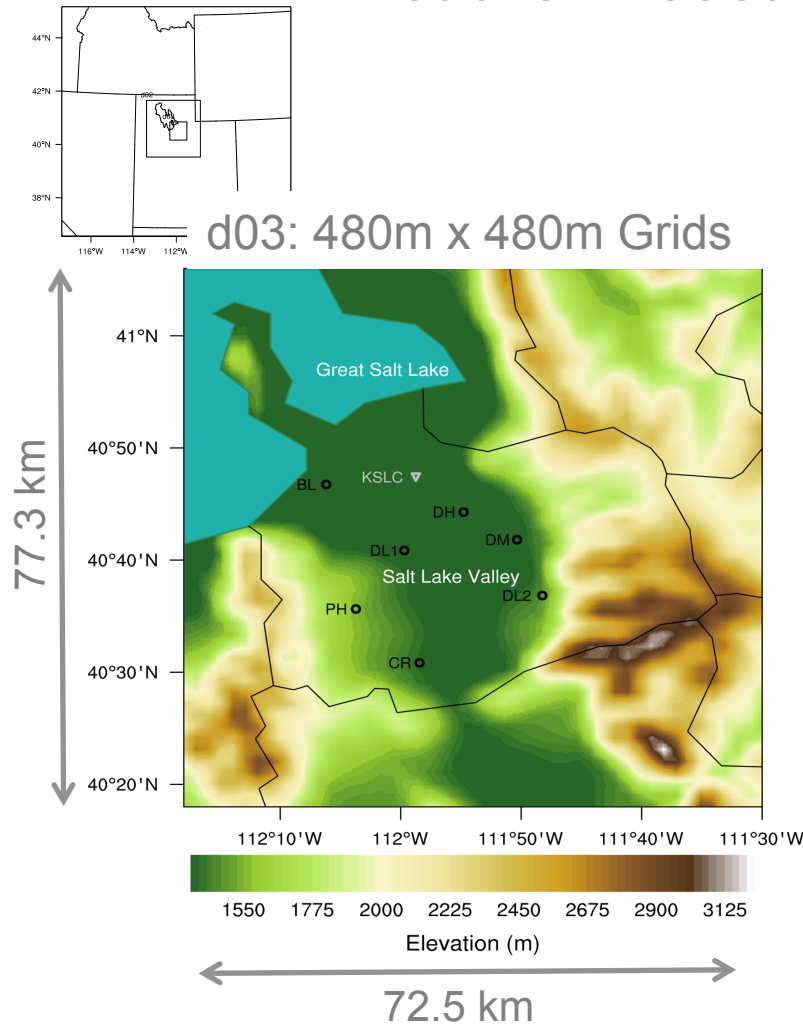 44°N
42°N
d02
40°N
38°N
116°W 114°W 112°W
d03: 480m x 480m Grids
77.3 km
41°N
40°50'N
40°40'N
40°30'N
40°20'N
Great Salt Lake
KSLC
BL
DH
DM
DL1
Salt Lake Valley
DL2
PH
CR
112°10'W 112°W 111°50'W 111°40'W 111°30'W
1550 1775 2000 2225 2450 2675 2900 3125
Elevation (m)
72.5 km